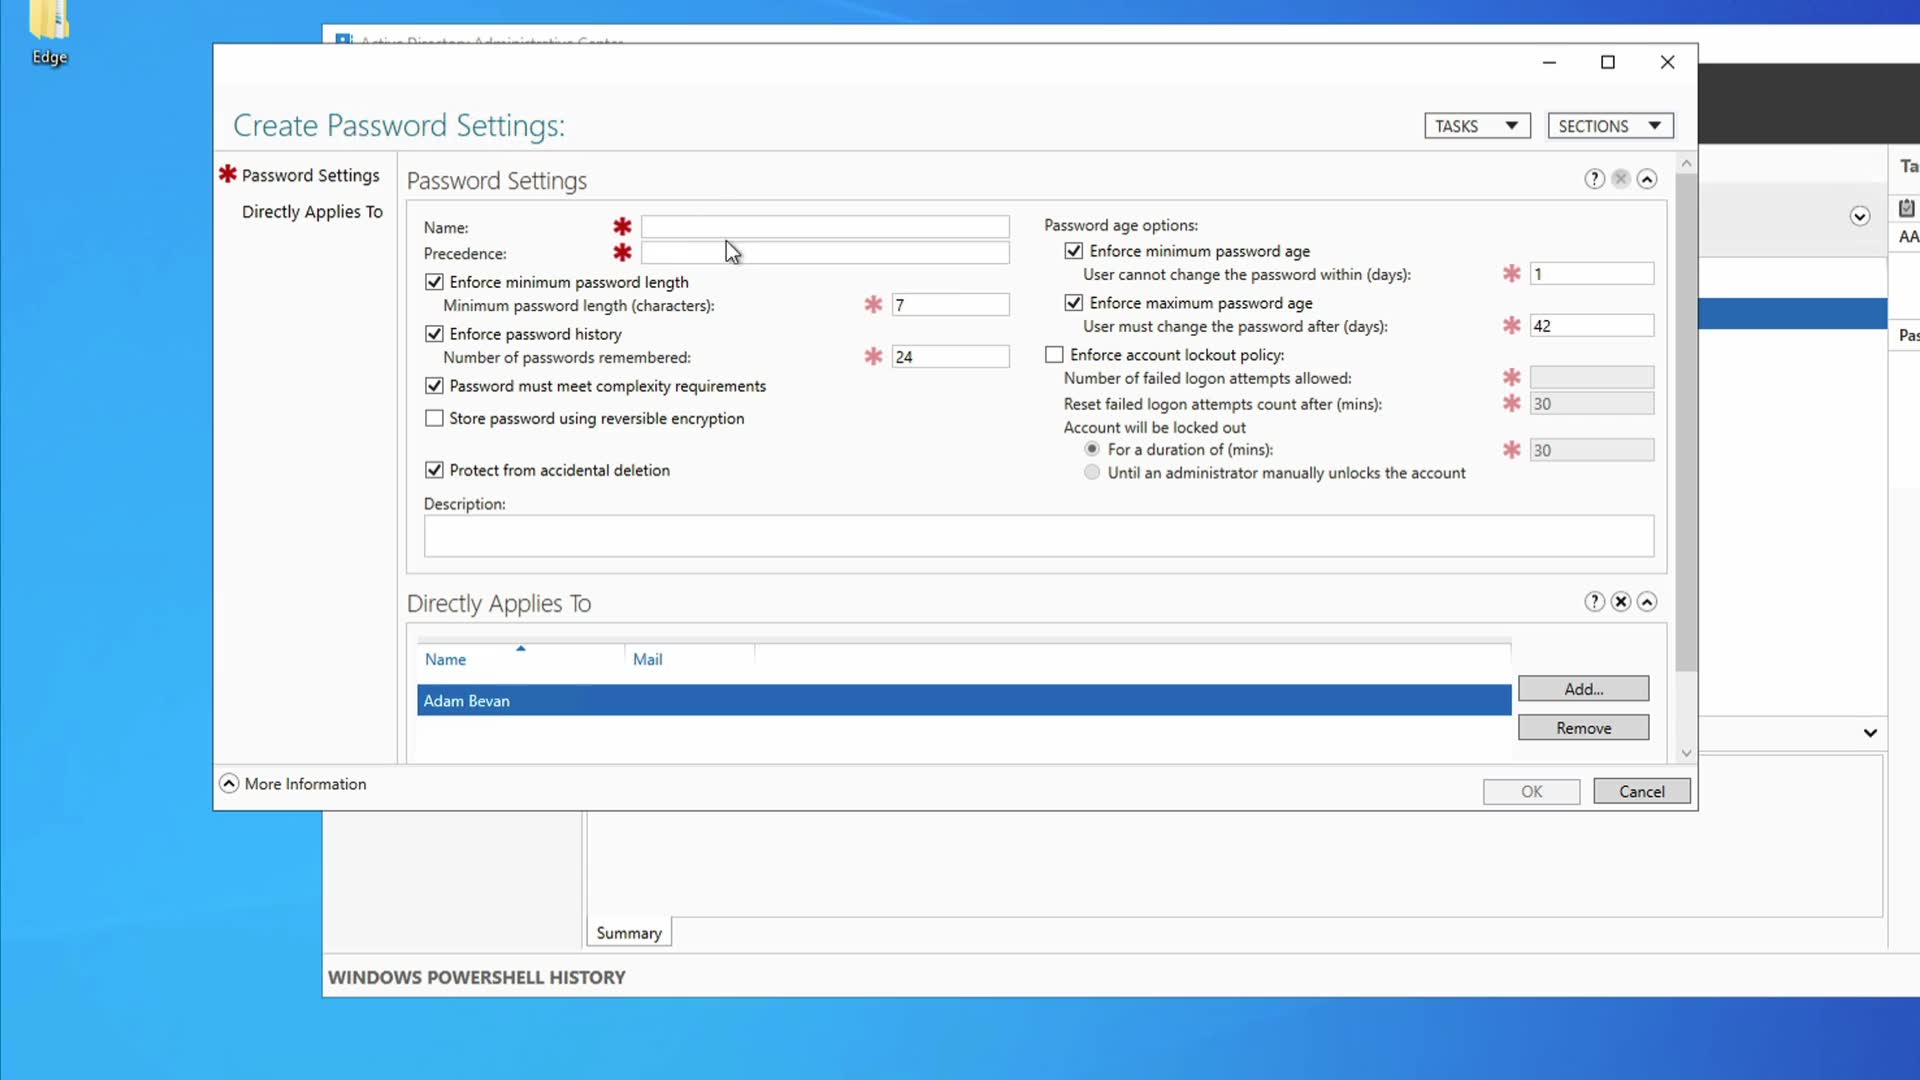 Edge
Active Directory Administrative Center
Create Password Settings:
TASKS
SECTIONS
Password Settings
Directly Applies To
Password Settings
Name:
Precedence:
Enforce minimum password length
Minimum password length (characters):
7
Enforce password history
Number of passwords remembered:
24
Password must meet complexity requirements
Store password using reversible encryption
Protect from accidental deletion
Password age options:
Enforce minimum password age
User cannot change the password within (days):
1
Enforce maximum password age
User must change the password after (days):
42
Enforce account lockout policy:
Number of failed logon attempts allowed:
Reset failed logon attempts count after (mins):
30
Account will be locked out
For a duration of (mins):
30
Until an administrator manually unlocks the account
Description:
Directly Applies To
Name
Mail
Adam Bevan
Add...
Remove
More Information
OK
Cancel
Ta
AA
Pas
Summary
WINDOWS POWERSHELL HISTORY